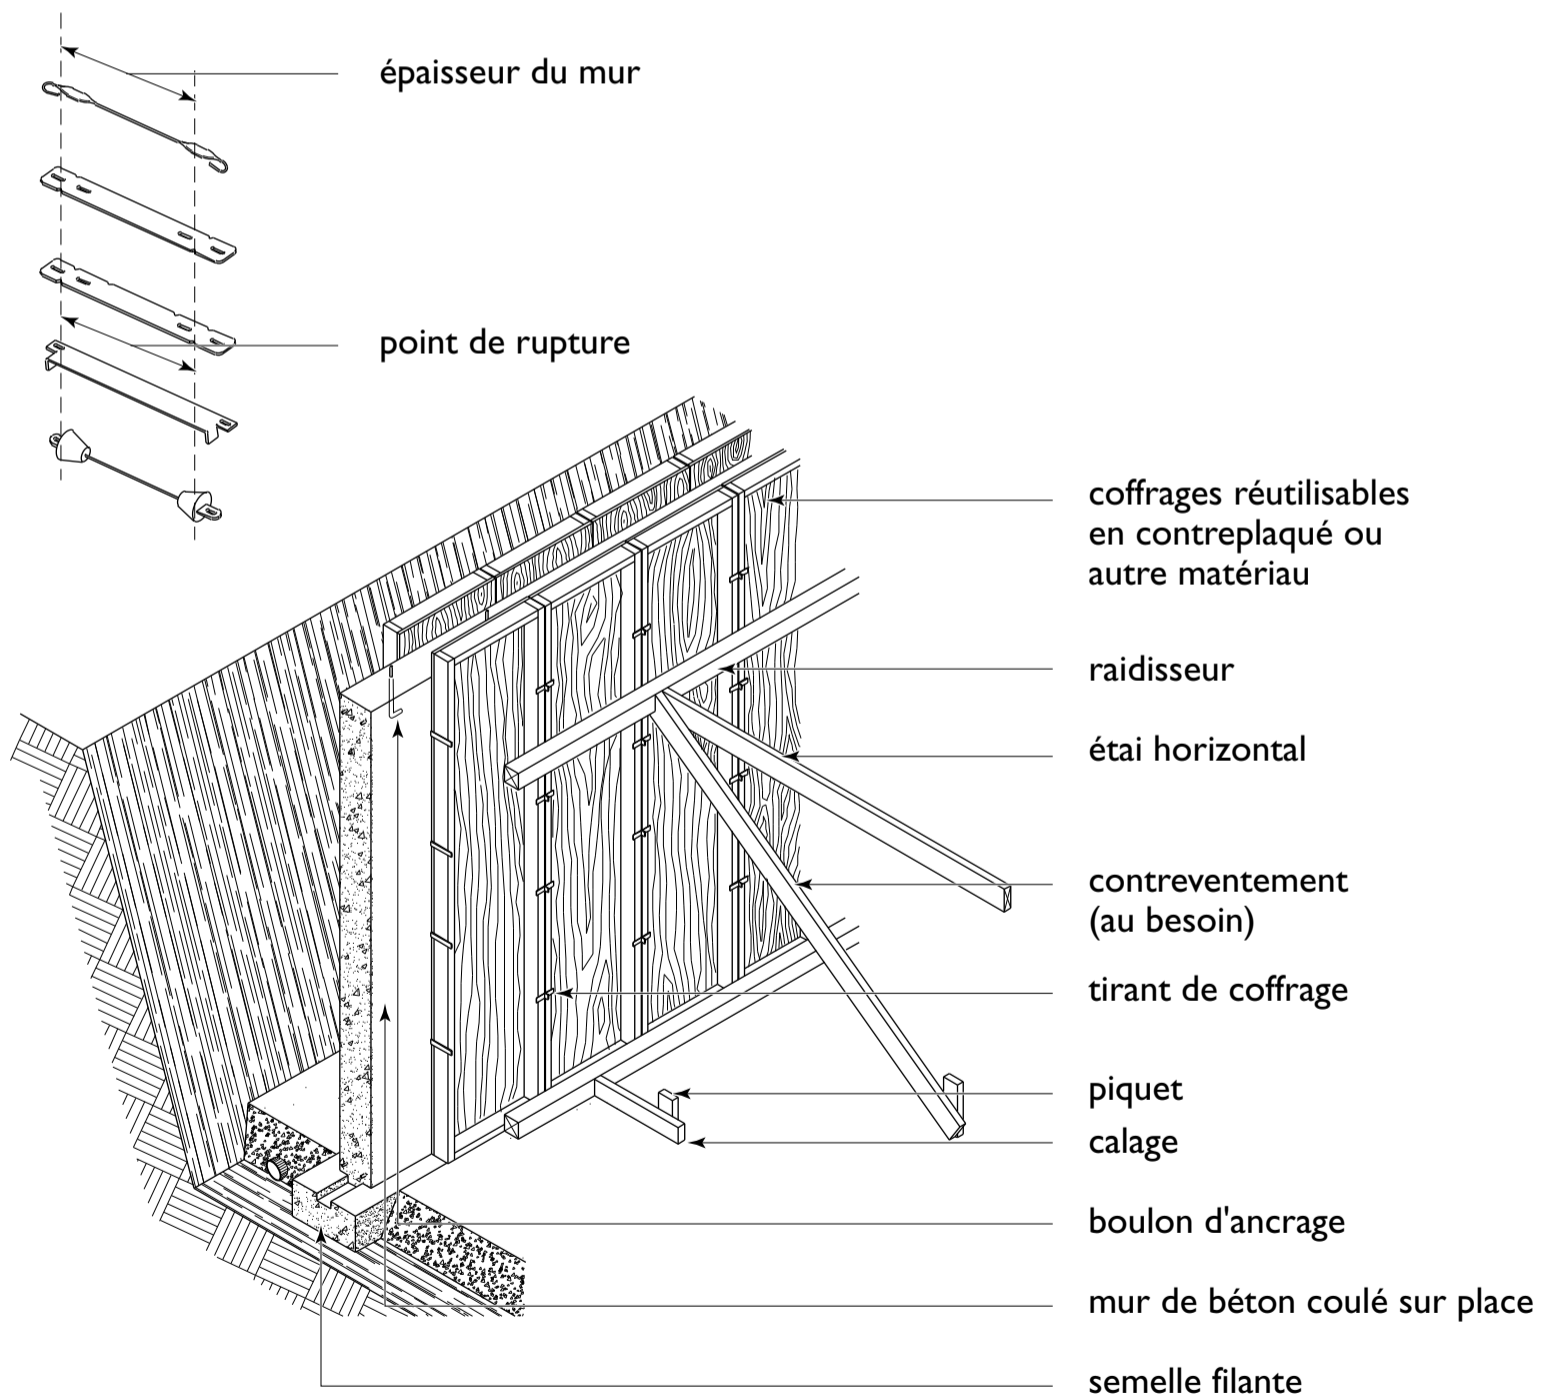 épaisseur du mur
point de rupture
coffrages réutilisables
en contreplaqué ou
autre matériau
raidisseur
étai horizontal
contreventement
(au besoin)
tirant de coffrage
piquet
calage
boulon d'ancrage
mur de béton coulé sur place
semelle filante